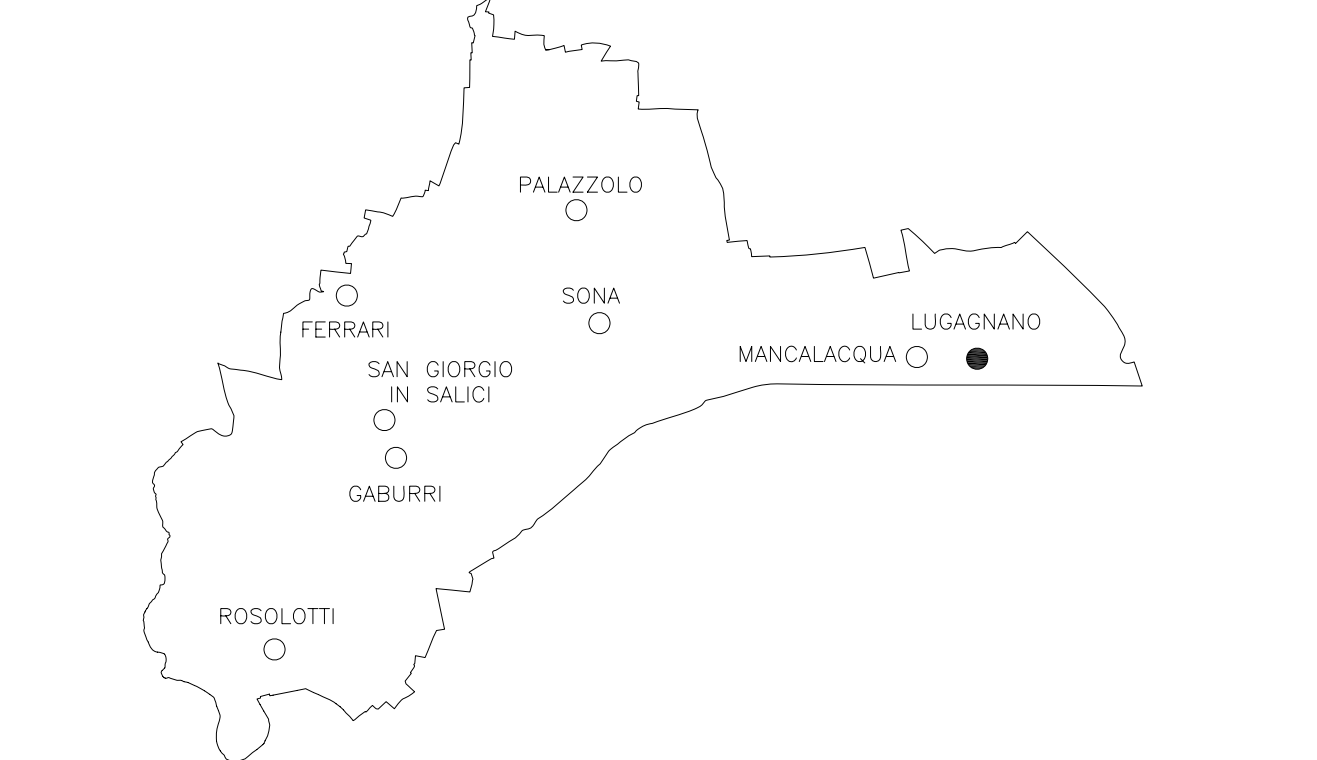 PALAZZOLO
SONA
FERRARI
LUGAGNANO
MANCALACQUA
SAN GIORGIO
IN SALICI
GABURRI
ROSOLOTTI